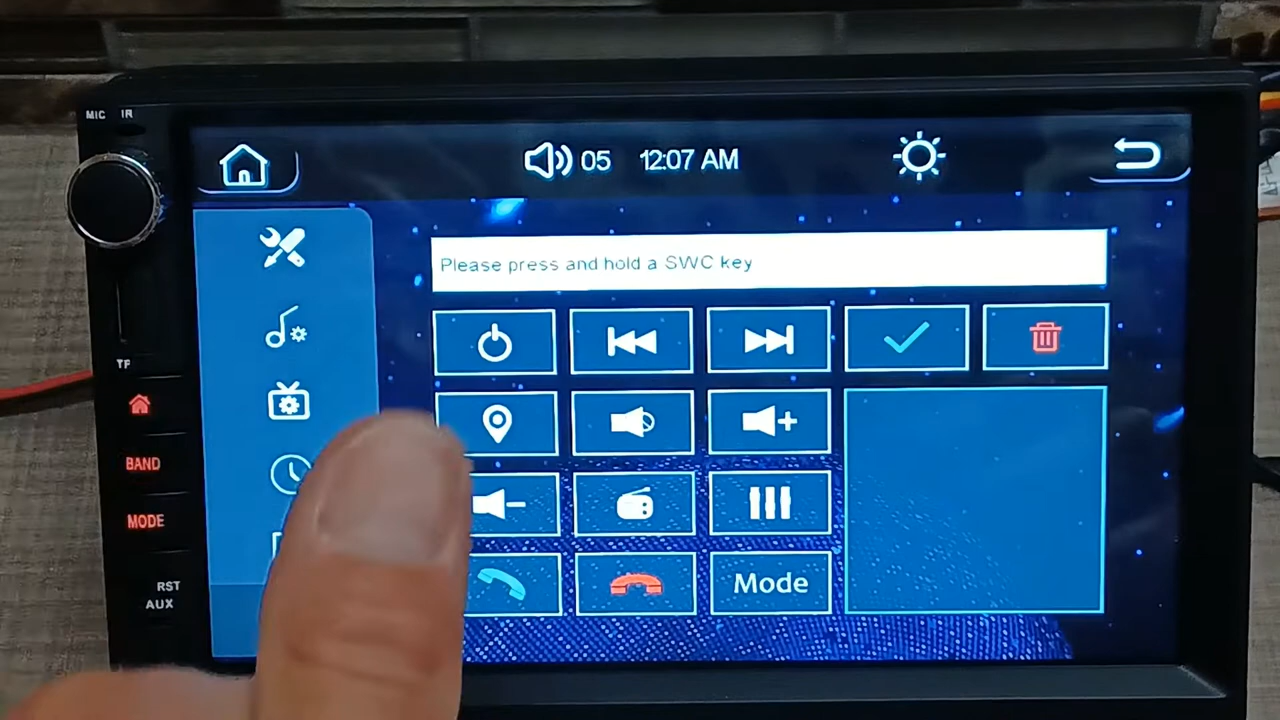 MIC IR
05 12:07 AM
Please press and hold a SWC key
TF
BAND
MODE
Mode
RST
AUX